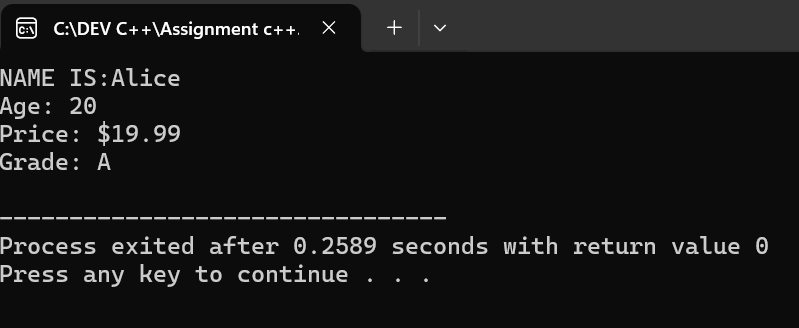 C:\DEV C++\Assignment c++.
NAME IS:Alice
Age: 20
Price: $19.99
Grade: A
--------------------------------
Process exited after 0.2589 seconds with return value 0
Press any key to continue . . .